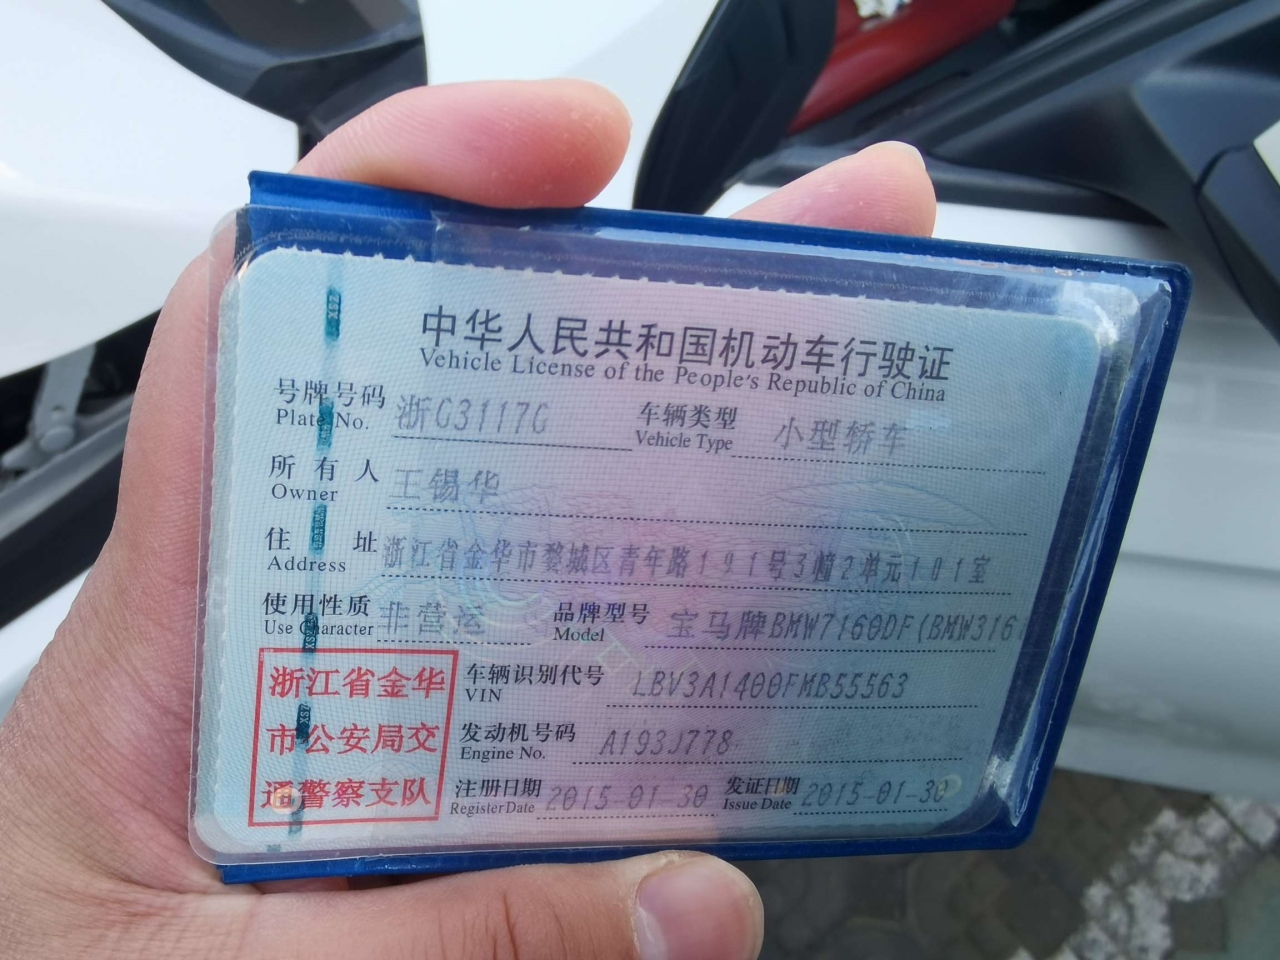 中华人民共和国机动车行驶证
Vehicle License of the People's Republic of China
号牌号码 浙G3117G 车辆类型 小型轿车
Plate No. Vehicle Type
所有人 王锡华
Owner
住址 浙江省金华市婺城区青年路191号3幢2单元101室
Address
使用性质 非营运 品牌型号 宝马牌BMW7160DF(BMW316
Use Character Model
浙江省金华
市公安局交
通警察支队
车辆识别代号 LBV3A1400FMB55563
VIN
发动机号码 A193J778
Engine No.
注册日期 2015-01-30 发证日期 2015-01-30
Register Date Issue Date